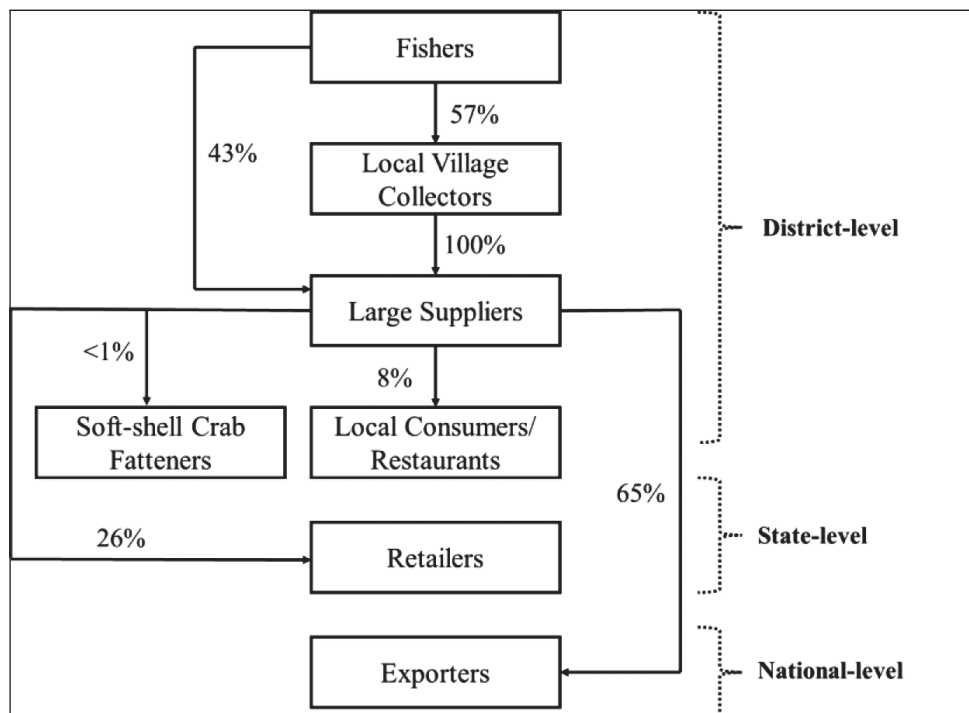 Fishers
57%
43%
Local Village
Collectors
100%
District-level
Large Suppliers
<1%
8%
Soft-shell Crab
Fatteners
Local Consumers/
Restaurants
65%
26%
Retailers
State-level
Exporters
National-level